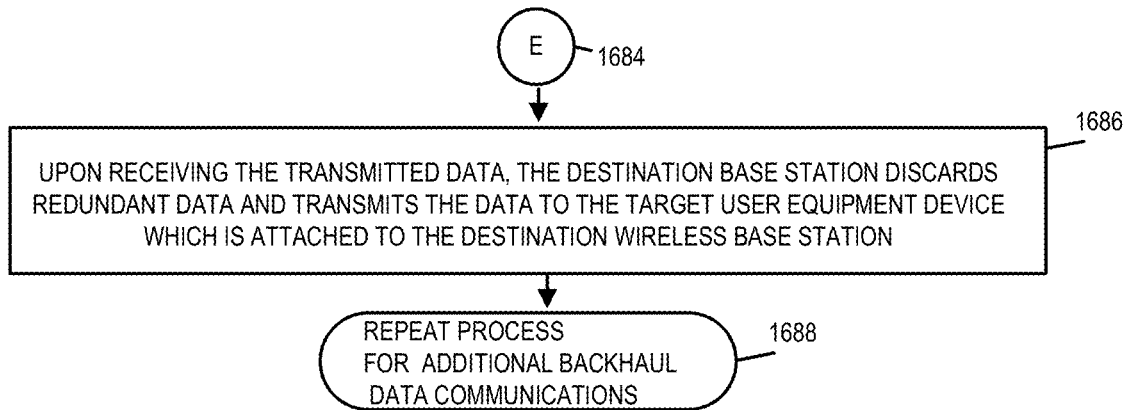 E
1684
1686
UPON RECEIVING THE TRANSMITTED DATA, THE DESTINATION BASE STATION DISCARDS
REDUNDANT DATA AND TRANSMITS THE DATA TO THE TARGET USER EQUIPMENT DEVICE
WHICH IS ATTACHED TO THE DESTINATION WIRELESS BASE STATION
1688
REPEAT PROCESS
FOR ADDITIONAL BACKHAUL
DATA COMMUNICATIONS